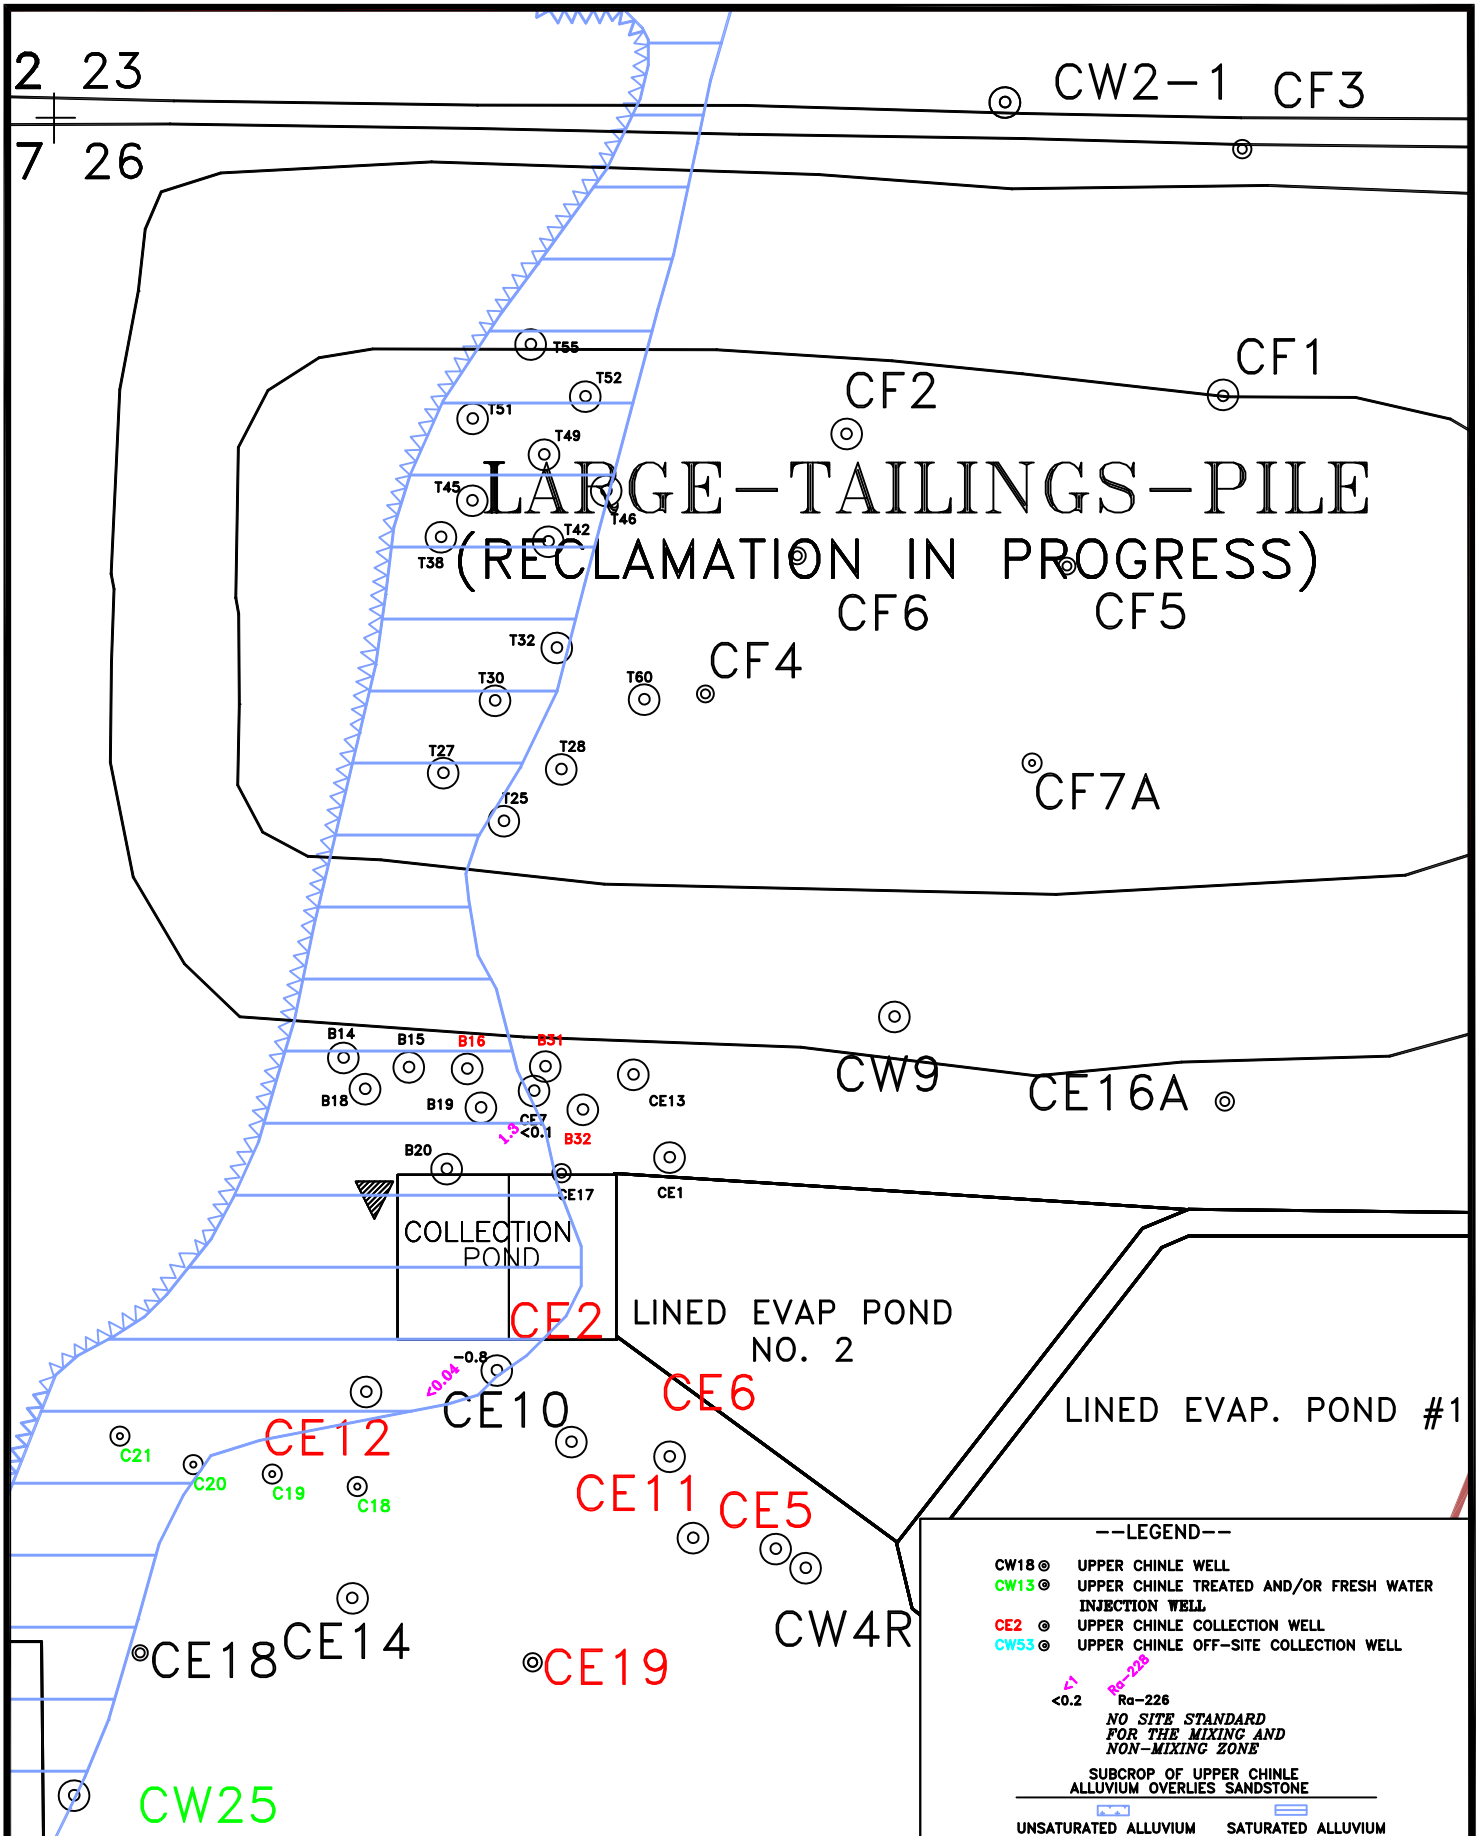 2 23
CW2-1 CF3
7 26
T55
T52
CF1
CF2
T51
T49
LARGE-TAILINGS-PILE
T45
T46
T42
T38
(RECLAMATION IN PROGRESS)
CF6
CF5
T32
CF4
T30
T60
T27
T28
CF7A
T25
B14
B15
B16
B31
CW9
CE16A
B18
B19
CE13
CE7
1.3
<0.1
B32
B20
CE17
CE1
COLLECTION
POND
CE2
LINED EVAP POND
NO. 2
-0.8
<0.04
CE10
CE6
LINED EVAP. POND #1
CE12
C21
C20
C19
C18
CE11
CE5
CE14
CE18
CW4R
CE19
CW25
--LEGEND--
CW18 UPPER CHINLE WELL
CW13 UPPER CHINLE TREATED AND/OR FRESH WATER
INJECTION WELL
CE2 UPPER CHINLE COLLECTION WELL
CW53 UPPER CHINLE OFF-SITE COLLECTION WELL
<1 Ra-228
<0.2 Ra-226
NO SITE STANDARD
FOR THE MIXING AND
NON-MIXING ZONE
SUBCROP OF UPPER CHINLE
ALLUVIUM OVERLIES SANDSTONE
UNSATURATED ALLUVIUM SATURATED ALLUVIUM